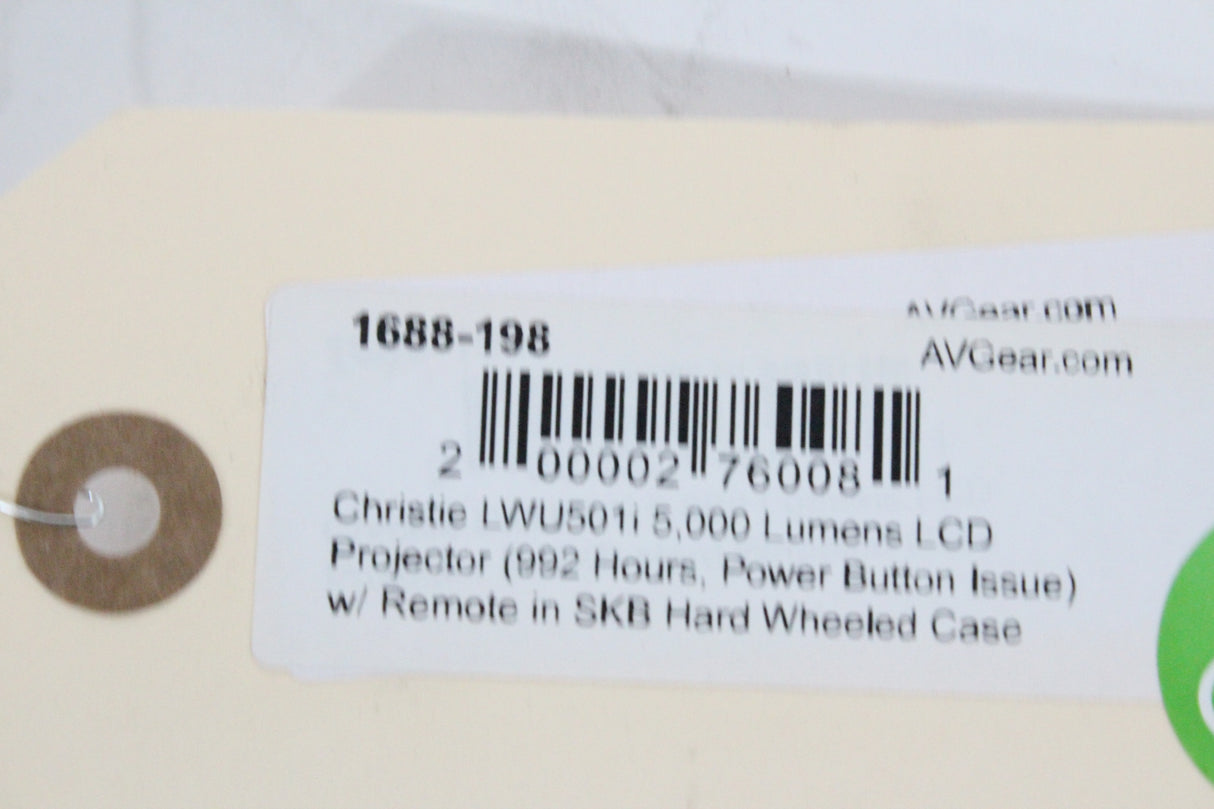 AVGear.com
1688-198
AVGear.com
2 00002 76008 1
Christie LWU501i 5,000 Lumens LCD
Projector (992 Hours, Power Button Issue)
w/ Remote in SKB Hard Wheeled Case